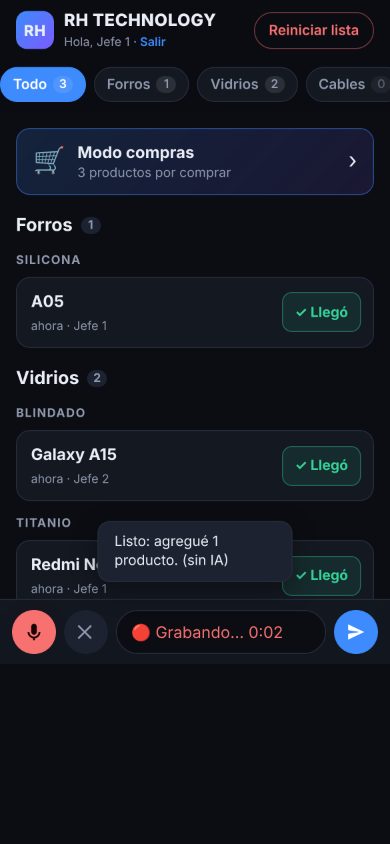 RH
RH TECHNOLOGY
Hola, Jefe 1 · Salir
Reiniciar lista
Todo 3
Forros 1
Vidrios 2
Cables 0
Modo compras
3 productos por comprar
Forros 1
SILICONA
A05
ahora · Jefe 1
✓ Llegó
Vidrios 2
BLINDADO
Galaxy A15
ahora · Jefe 2
✓ Llegó
TITANIO
Redmi
ahora · Jefe 1
✓ Llegó
Listo: agregué 1
producto. (sin IA)
Grabando... 0:02